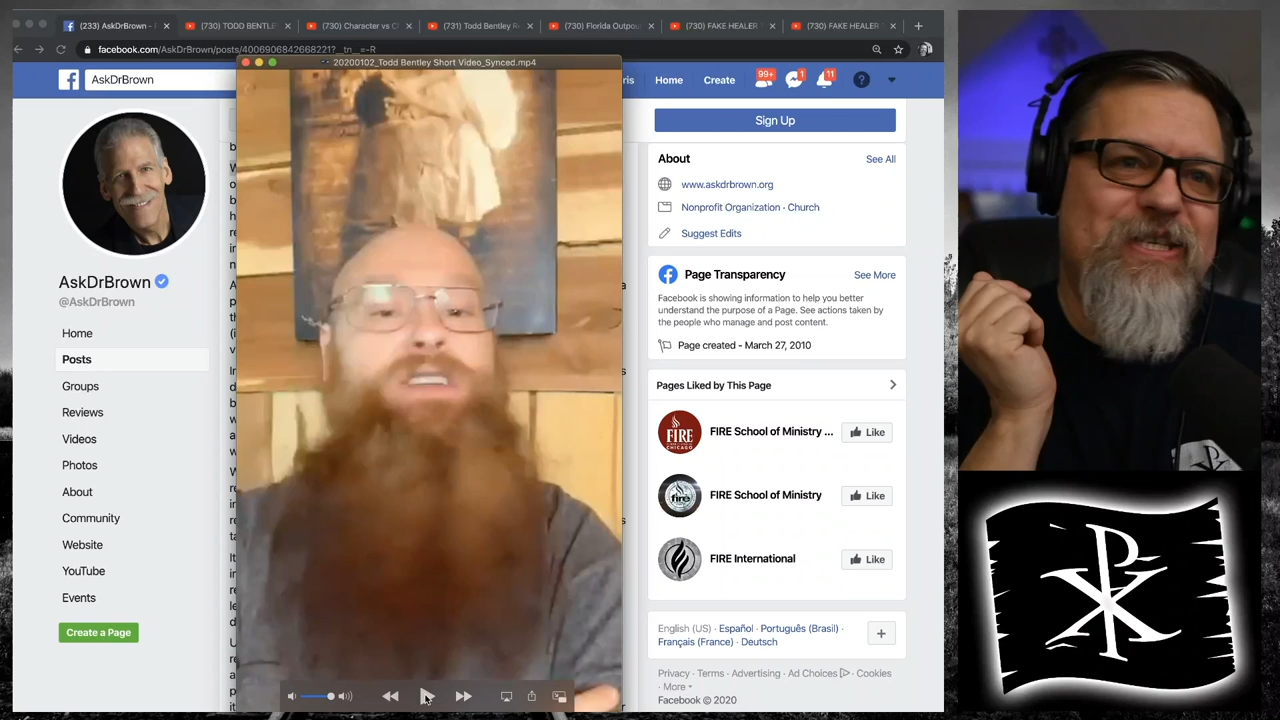 (233) AskDrBrown -
(730) TODD BENTLE
(730) Character vs C
(731) Todd Bentley R
(730) Florida Outpou
(730) FAKE HEALER
(730) FAKE HEALER
facebook.com/AskDrBrown/posts/4006906842668221?__tn__=-R
20200102_Todd Bentley Short Video_Synced.mp4
AskDrBrown
ris
Home
Create
99+
1
11
Sign Up
AskDrBrown
@AskDrBrown
Home
Posts
Groups
Reviews
Videos
Photos
About
Community
Website
YouTube
Events
Create a Page
About
See All
www.askdrbrown.org
Nonprofit Organization · Church
Suggest Edits
Page Transparency
See More
Facebook is showing information to help you better
understand the purpose of a Page. See actions taken by
the people who manage and post content.
Page created - March 27, 2010
Pages Liked by This Page
FIRE
CHICAGO
FIRE School of Ministry ...
Like
fire
FIRE School of Ministry
Like
FIRE International
Like
English (US) · Español · Português (Brasil) ·
Français (France) · Deutsch
Privacy · Terms · Advertising · Ad Choices · Cookies
· More
Facebook © 2020